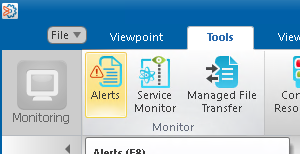 File Viewpoint Tools
Monitoring
Alerts
Service
Monitor
Managed File
Transfer
Monitor
Alerts (F8)